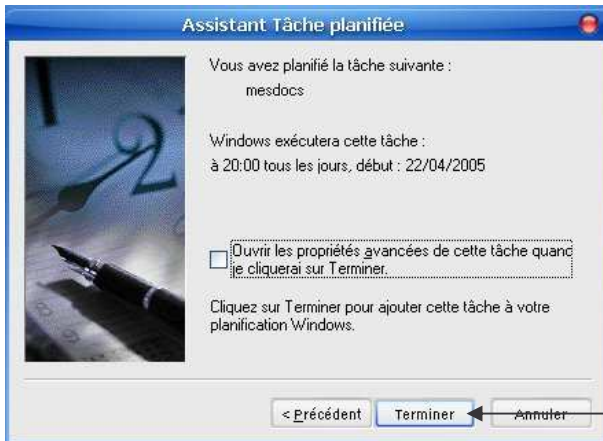 Assistant Tâche planifiée
Vous avez planifié la tâche suivante :
mesdocs
Windows exécutera cette tâche :
à 20:00 tous les jours, début : 22/04/2005
Ouvrir les propriétés avancées de cette tâche quand
je cliquerai sur Terminer.
Cliquez sur Terminer pour ajouter cette tâche à votre
planification Windows.
< Précédent Terminer Annuler